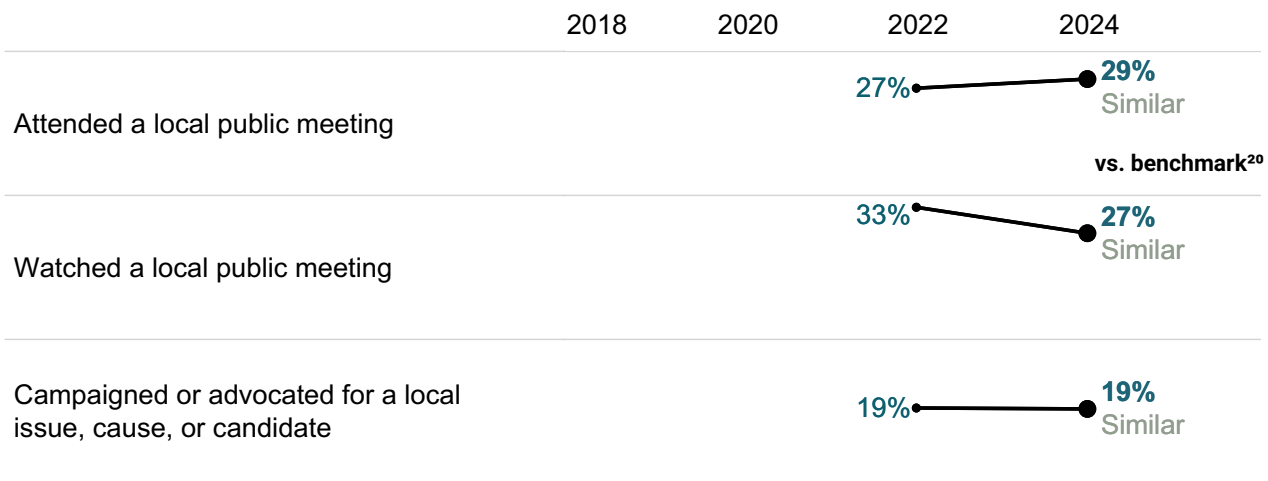 2018 2020 2022 2024
27% 29%
Similar
Attended a local public meeting
vs. benchmark²⁰
33% 27%
Similar
Watched a local public meeting
Campaigned or advocated for a local
issue, cause, or candidate
19% 19%
Similar